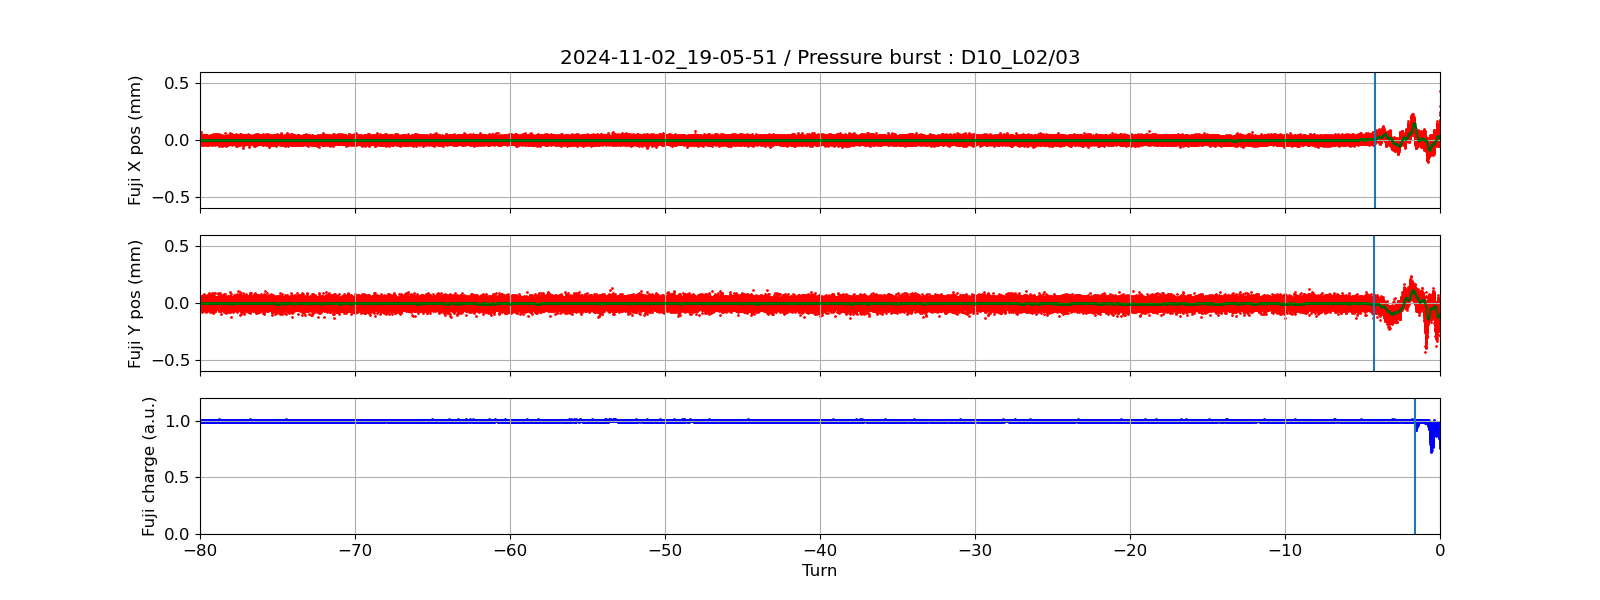 2024-11-02_19-05-51 / Pressure burst : D10_L02/03
Fuji X pos (mm)
0.5
0.0
−0.5
Fuji Y pos (mm)
0.5
0.0
−0.5
Fuji charge (a.u.)
1.0
0.5
0.0
−80 −70 −60 −50 −40 −30 −20 −10 0
Turn